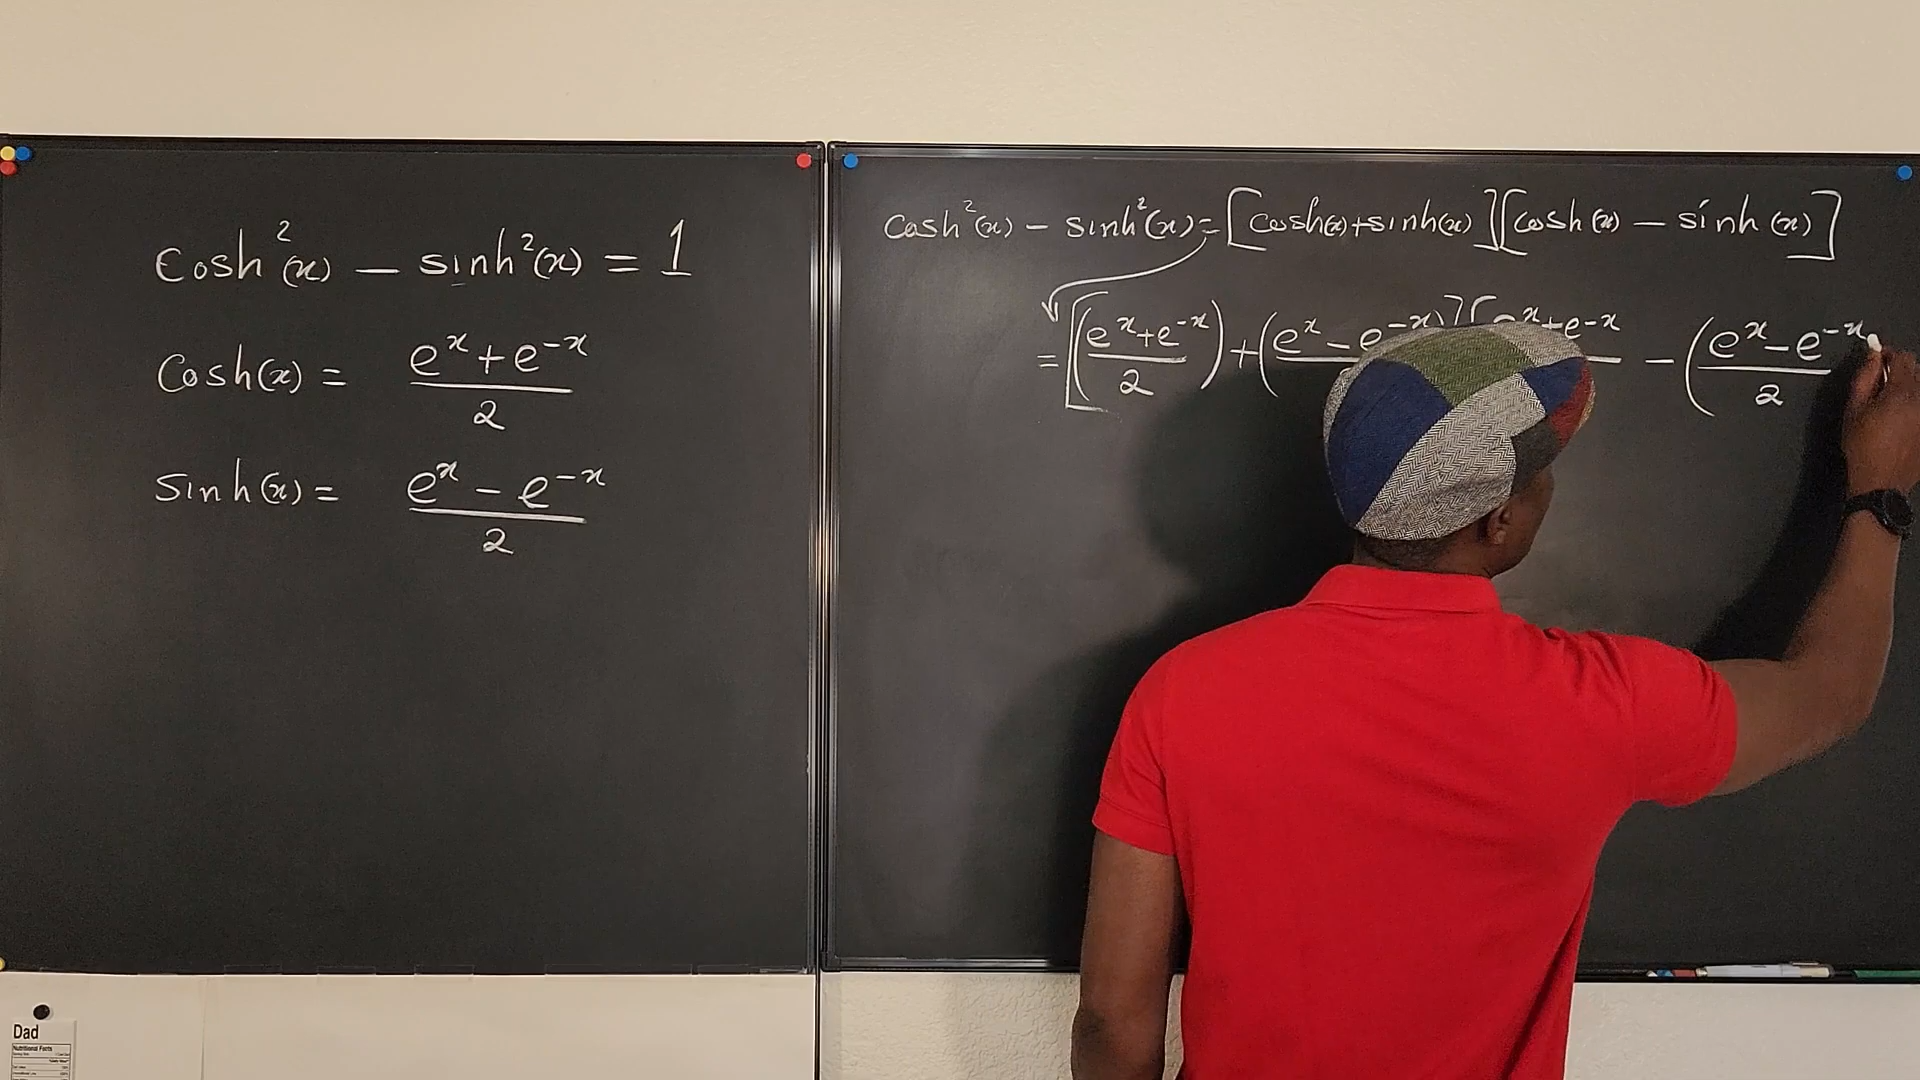 cosh²(x) – sinh²(x) = 1
Cosh(x) = (e^x + e^-x)/2
sinh(x) = (e^x – e^-x)/2
cosh²(x) – sinh²(x) = [cosh(x) + sinh(x)][cosh(x) – sinh(x)]
= [((e^x + e^-x)/2) + (e^x – e^-x)][e^x + e^-x – ((e^x – e^-x)/2
Dad
Nutritional Facts